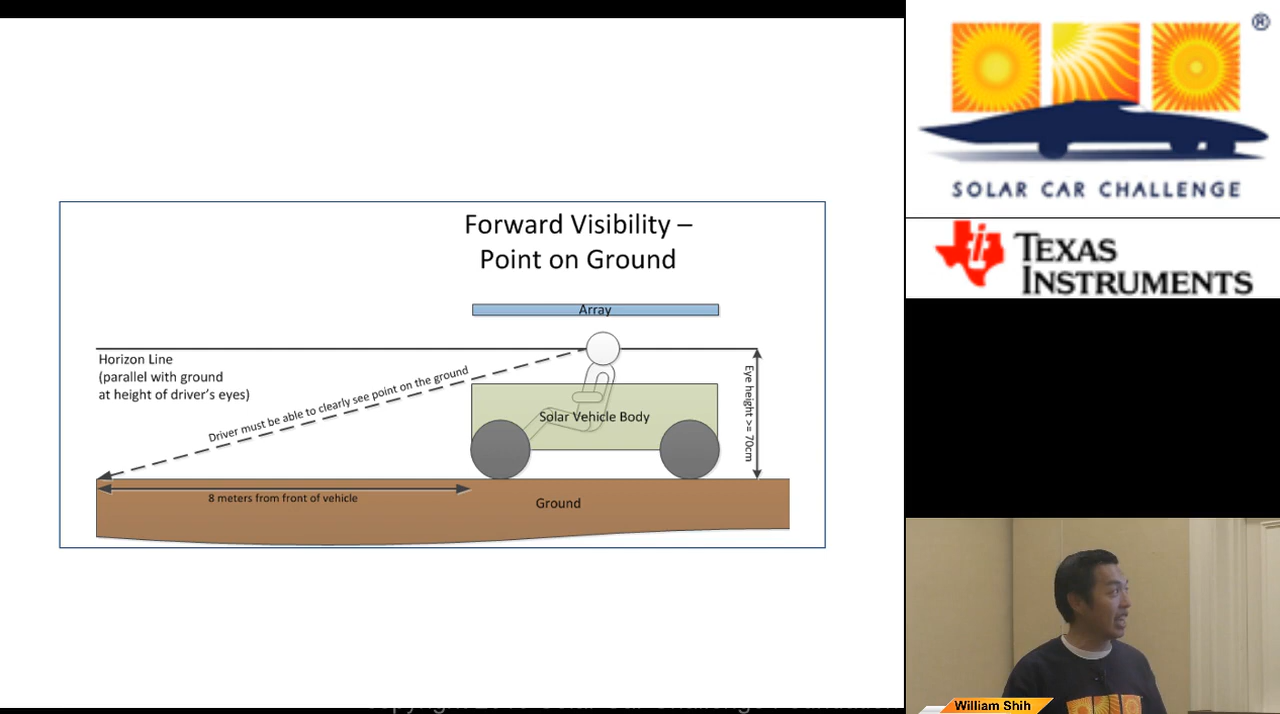 Forward Visibility –
Point on Ground
Array
Horizon Line
(parallel with ground
at height of driver's eyes)
Driver must be able to clearly see point on the ground
Solar Vehicle Body
Eye height >= 70cm
8 meters from front of vehicle
Ground
®
SOLAR CAR CHALLENGE
TEXAS
INSTRUMENTS
William Shih